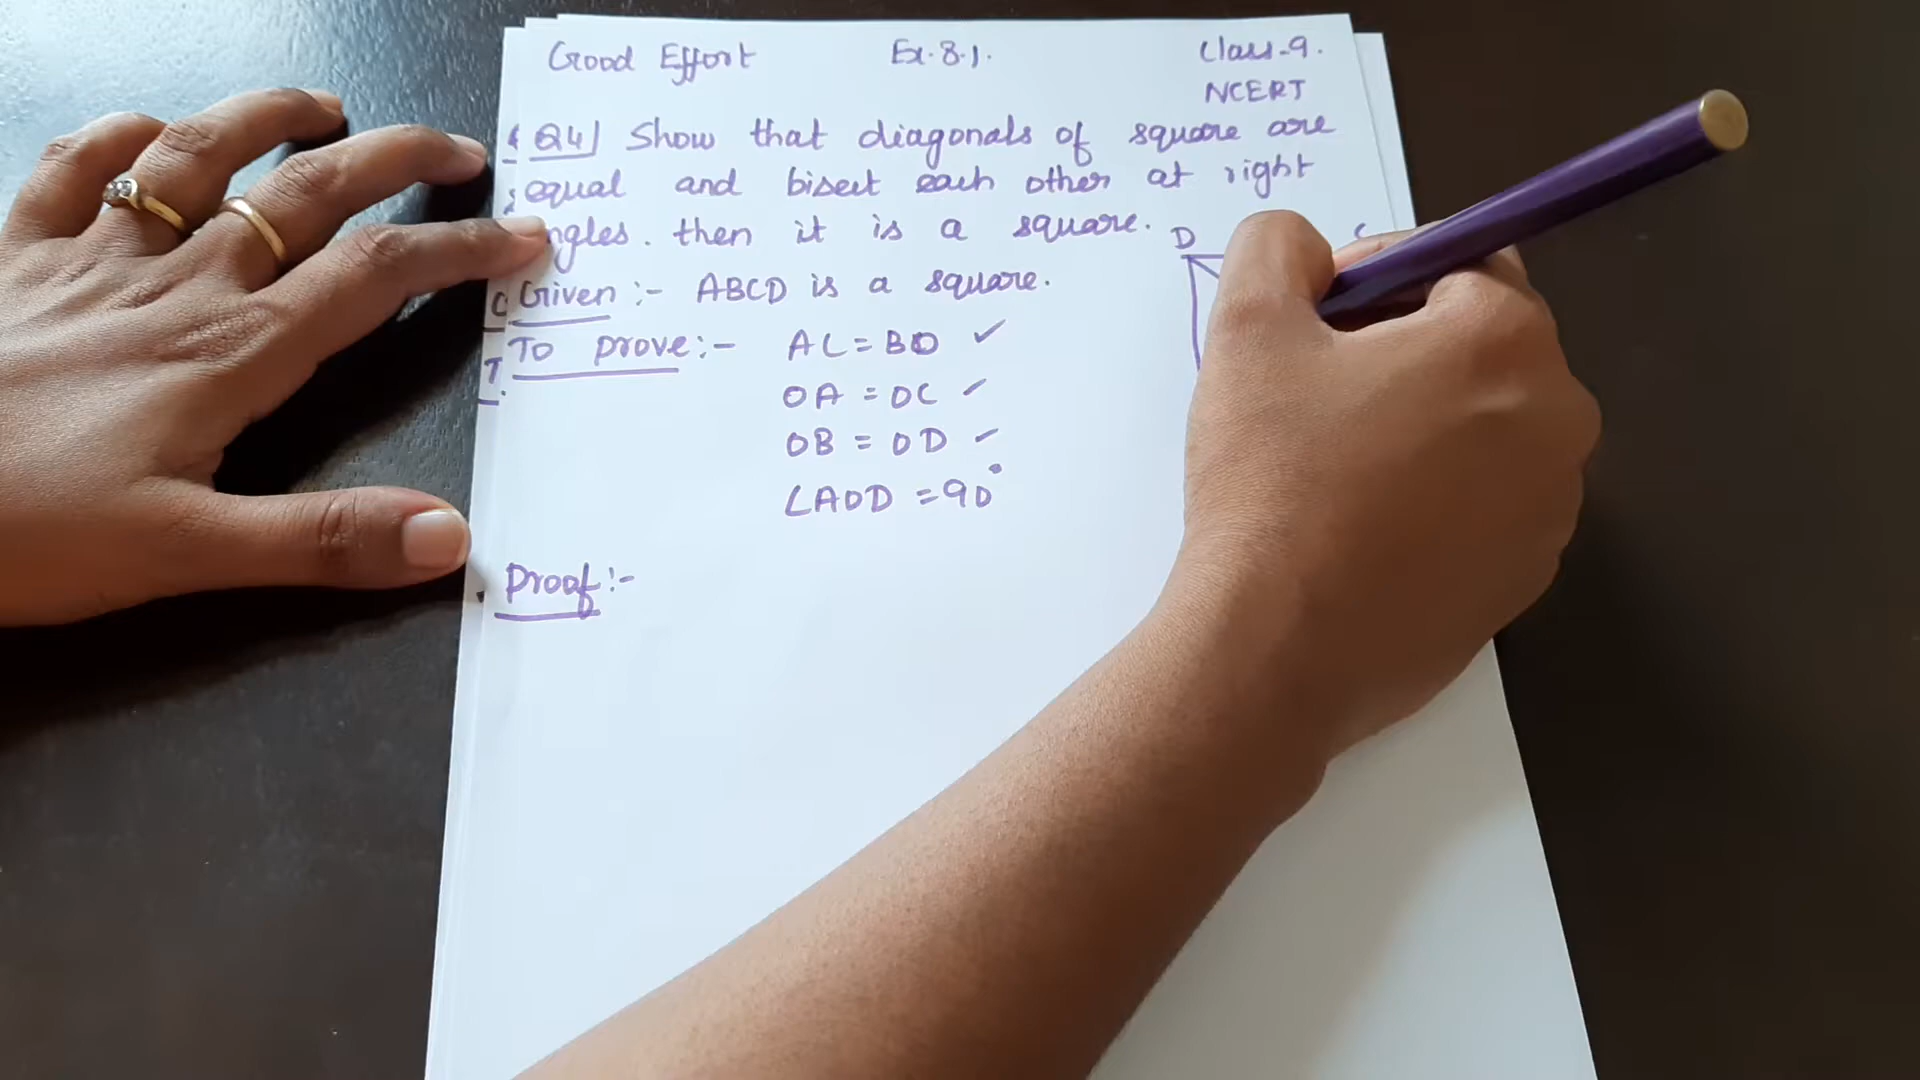 Good Effort Ex. 8.1. Class-9.
NCERT
Q4) Show that diagonals of square are
equal and bisect each other at right
ngles. then it is a square.
D C
Given :- ABCD is a square.
To prove:- AC = BD ✓
OA = OC ✓
OB = OD ✓
∠AOD = 90°
Proof:-